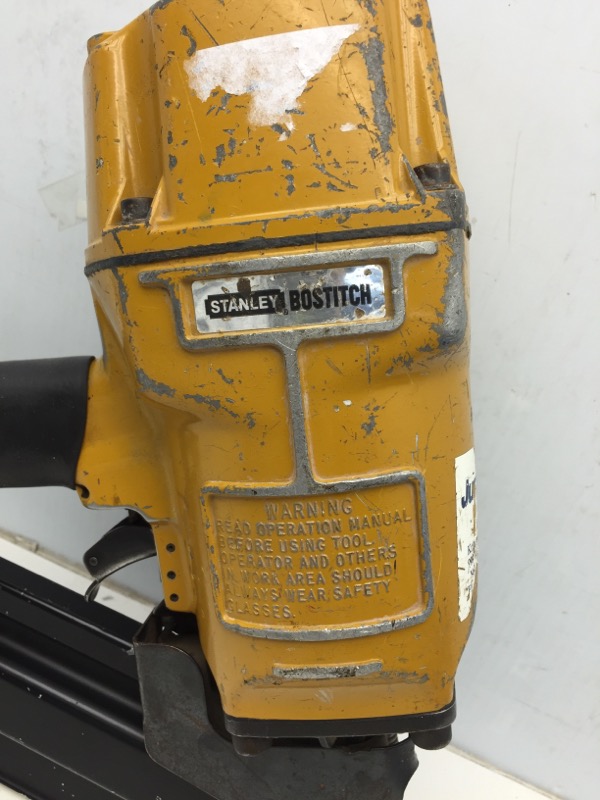 STANLEY BOSTITCH
WARNING
READ OPERATION MANUAL
BEFORE USING TOOL
OPERATOR AND OTHERS
IN WORK AREA SHOULD
ALWAYS WEAR SAFETY
GLASSES
Ju